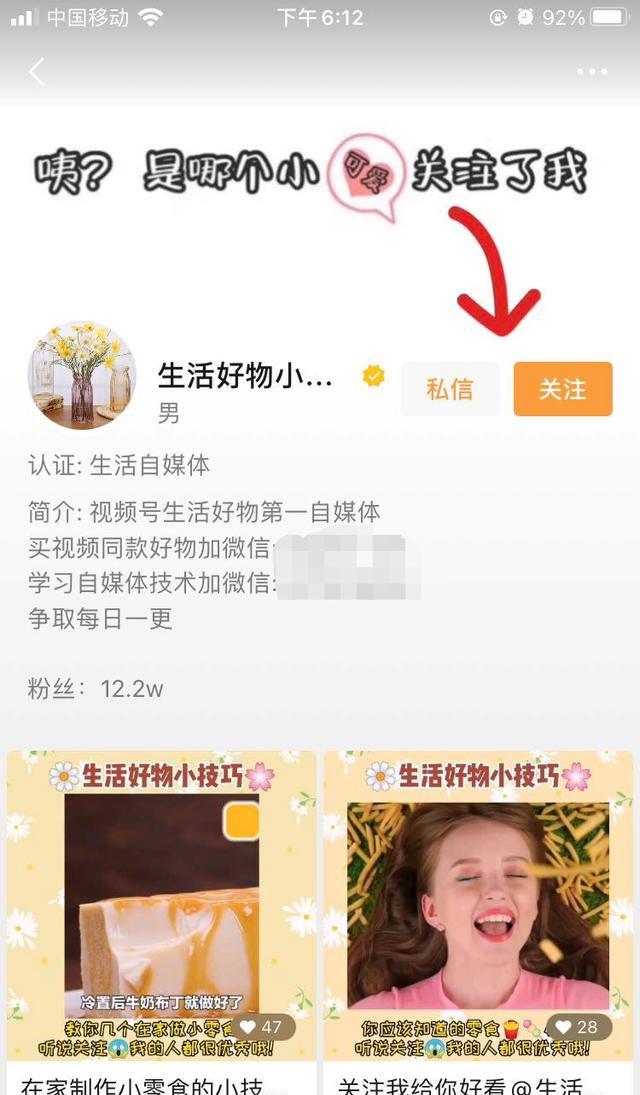 中国移动 下午6:12 92%
咦? 是哪个小可爱关注了我
生活好物小... 私信 关注
男
认证: 生活自媒体
简介: 视频号生活好物第一自媒体
买视频同款好物加微信:
学习自媒体技术加微信:
争取每日一更
粉丝: 12.2w
生活好物小技巧
冷置后牛奶布丁就做好了
教你几个在家做小零食
47
听说关注😱我的人都很优秀哦!
在家制作小零食的小技...
生活好物小技巧
你应该知道的零食🍟🍡
28
听说关注😱我的人都很优秀哦!
关注我给你好看@生活...